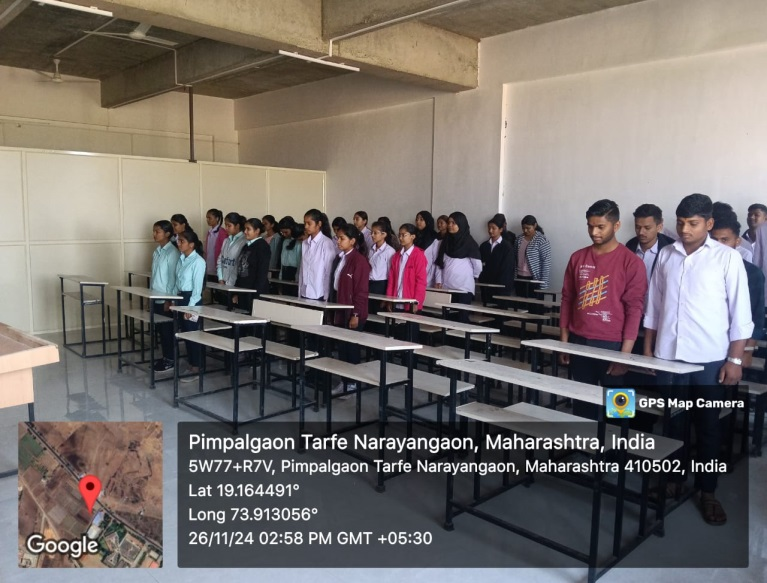 GPS Map Camera
Pimpalgaon Tarfe Narayangaon, Maharashtra, India
5W77+R7V, Pimpalgaon Tarfe Narayangaon, Maharashtra 410502, India
Lat 19.164491°
Long 73.913056°
26/11/24 02:58 PM GMT +05:30
Google